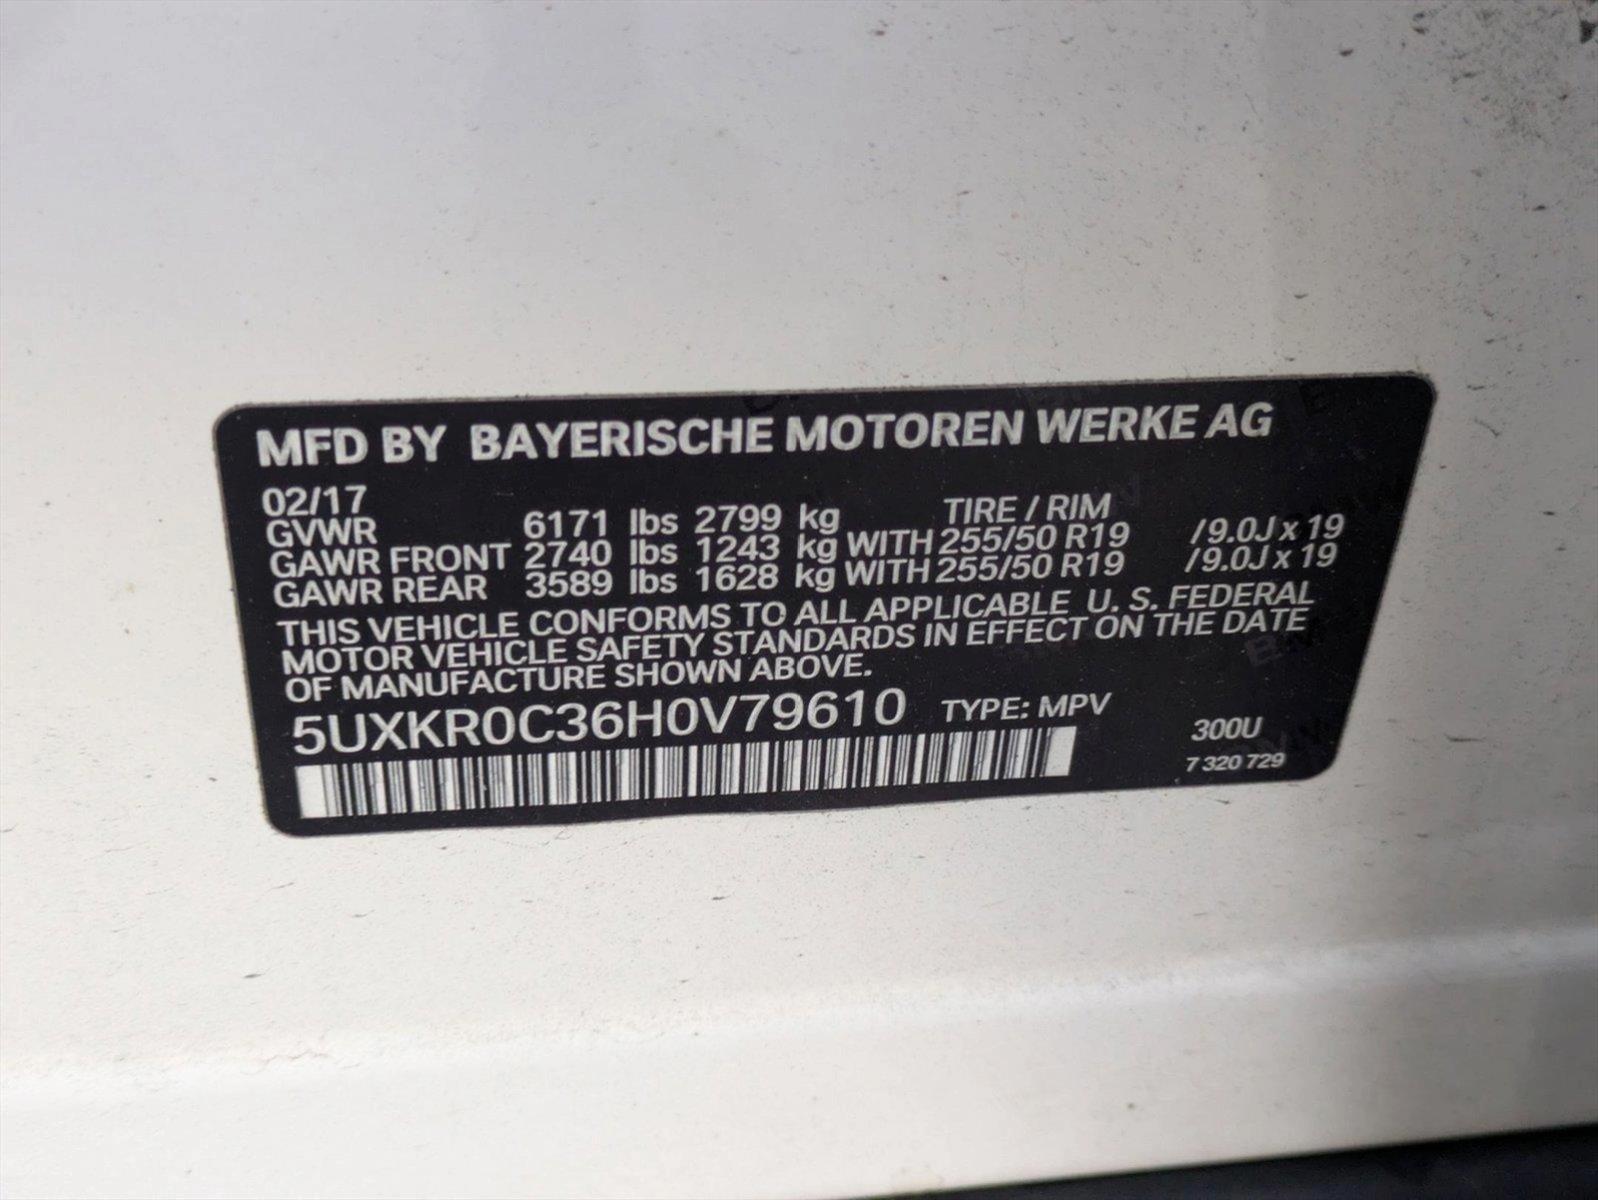 MFD BY BAYERISCHE MOTOREN WERKE AG
02/17 TIRE / RIM
GVWR 6171 lbs 2799 kg
GAWR FRONT 2740 lbs 1243 kg WITH 255/50 R19 /9.0J x 19
GAWR REAR 3589 lbs 1628 kg WITH 255/50 R19 /9.0J x 19
THIS VEHICLE CONFORMS TO ALL APPLICABLE U. S. FEDERAL
MOTOR VEHICLE SAFETY STANDARDS IN EFFECT ON THE DATE
OF MANUFACTURE SHOWN ABOVE.
5UXKR0C36H0V79610 TYPE: MPV
300U
7 320 729